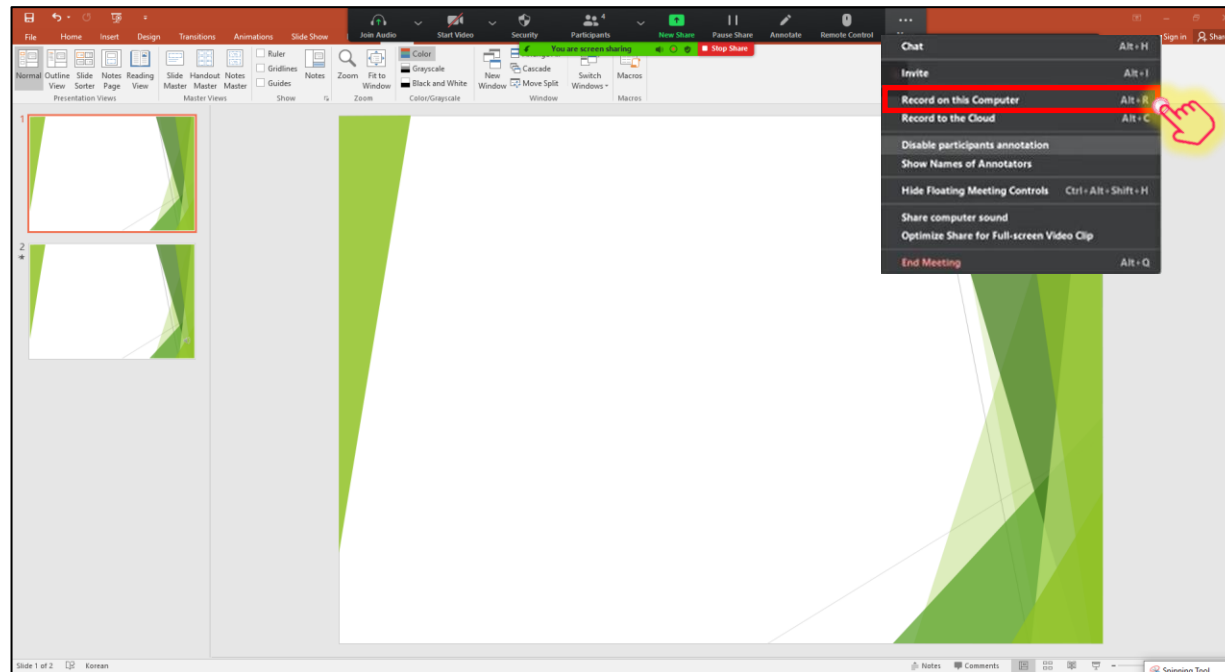 Join Audio Start Video Security Participants 4 New Share Pause Share Annotate Remote Control
File Home Insert Design Transitions Animations Slide Show Sign in Share
You are screen sharing Stop Share
Chat Alt+H
Invite Alt+I
Record on this Computer Alt+R
Record to the Cloud Alt+C
Disable participants annotation
Show Names of Annotators
Hide Floating Meeting Controls Ctrl+Alt+Shift+H
Share computer sound
Optimize Share for Full-screen Video Clip
End Meeting Alt+Q
Ruler
Gridlines
Guides
Color
Grayscale
Black and White
Cascade
Move Split
Normal Outline Slide Notes Reading Slide Handout Notes Notes Zoom Fit to New Switch Macros
View Sorter Page View Master Master Master Window Window Windows
Presentation Views Master Views Show Zoom Color/Grayscale Window Macros
1
2
Slide 1 of 2 Korean Notes Comments